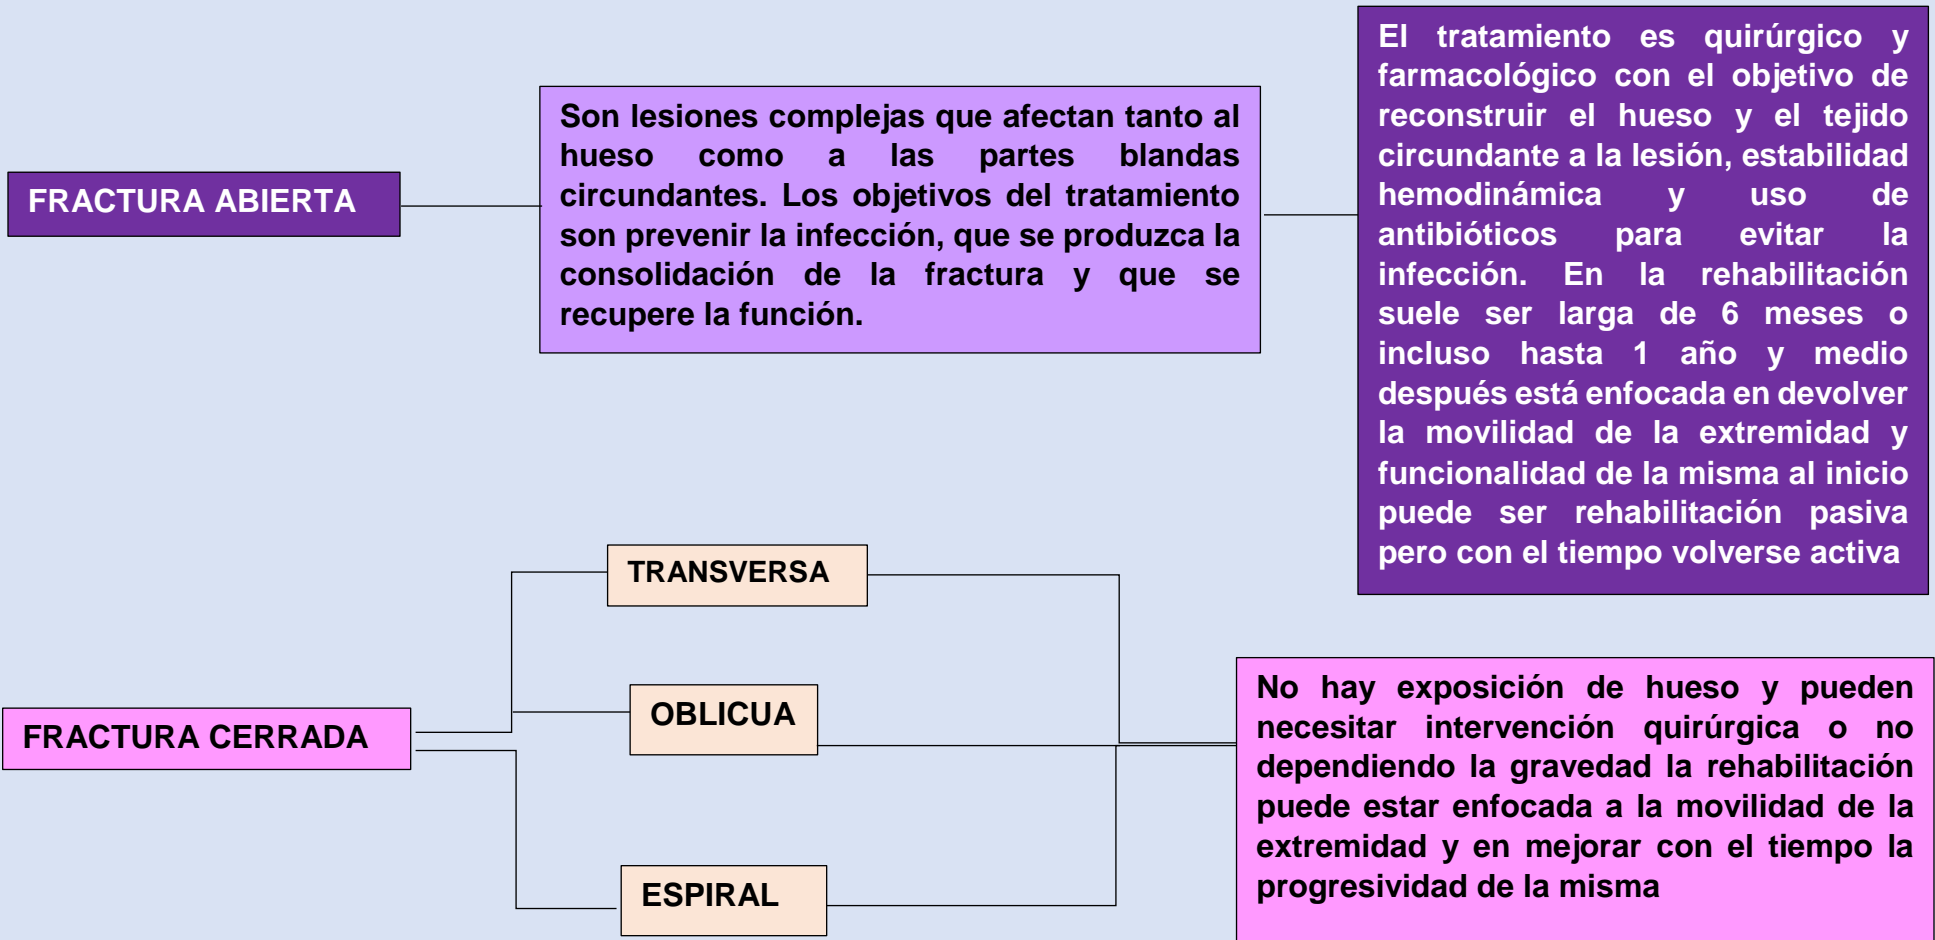 FRACTURA ABIERTA
Son lesiones complejas que afectan tanto al
hueso como a las partes blandas
circundantes. Los objetivos del tratamiento
son prevenir la infección, que se produzca la
consolidación de la fractura y que se
recupere la función.
El tratamiento es quirúrgico y
farmacológico con el objetivo de
reconstruir el hueso y el tejido
circundante a la lesión, estabilidad
hemodinámica y uso de
antibióticos para evitar la
infección. En la rehabilitación
suele ser larga de 6 meses o
incluso hasta 1 año y medio
después está enfocada en devolver
la movilidad de la extremidad y
funcionalidad de la misma al inicio
puede ser rehabilitación pasiva
pero con el tiempo volverse activa
FRACTURA CERRADA
TRANSVERSA
OBLICUA
ESPIRAL
No hay exposición de hueso y pueden
necesitar intervención quirúrgica o no
dependiendo la gravedad la rehabilitación
puede estar enfocada a la movilidad de la
extremidad y en mejorar con el tiempo la
progresividad de la misma